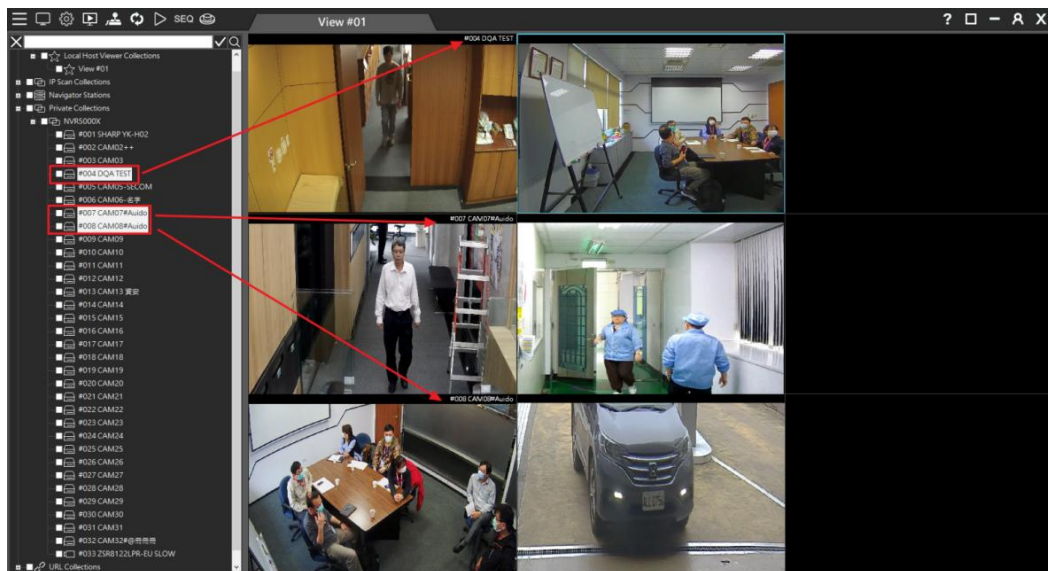 SEQ
View #01
?
X
#004 DQA TEST
Local Host Viewer Collections
View #01
IP Scan Collections
Navigator Stations
Private Collections
NVR5000X
#001 SHARP YK-H02
#002 CAM02++
#003 CAM03
#004 DQA TEST
#005 CAM05-SECOM
#006 CAM06-名字
#007 CAM07#Auido
#008 CAM08#Auido
#009 CAM09
#010 CAM10
#011 CAM11
#012 CAM12
#013 CAM13 資安
#014 CAM14
#015 CAM15
#016 CAM16
#017 CAM17
#018 CAM18
#019 CAM19
#020 CAM20
#021 CAM21
#022 CAM22
#023 CAM23
#024 CAM24
#025 CAM25
#026 CAM26
#027 CAM27
#028 CAM28
#029 CAM29
#030 CAM30
#031 CAM31
#032 CAM32#@
#033 ZSR8122LPR-EU SLOW
URL Collections
#007 CAM07#Auido
#008 CAM08#Auido